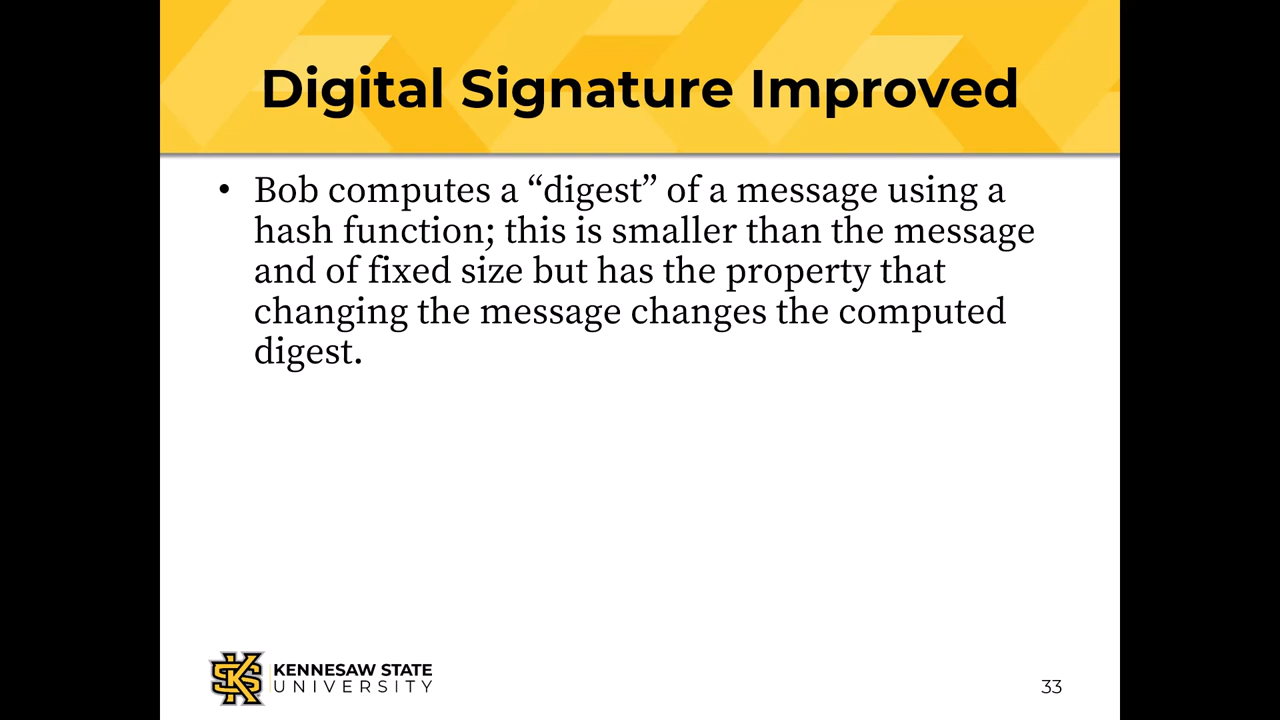 Digital Signature Improved
• Bob computes a “digest” of a message using a
hash function; this is smaller than the message
and of fixed size but has the property that
changing the message changes the computed
digest.
KENNESAW STATE
UNIVERSITY
33